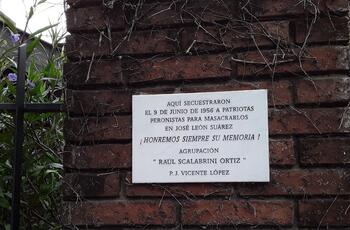 AQUÍ SECUESTRARON
EL 9 DE JUNIO DE 1956 A PATRIOTAS
PERONISTAS PARA MASACRARLOS
EN JOSÉ LEÓN SUÁREZ
¡HONREMOS SIEMPRE SU MEMORIA!
AGRUPACIÓN
"RAÚL SCALABRINI ORTIZ"
P.J. VICENTE LÓPEZ